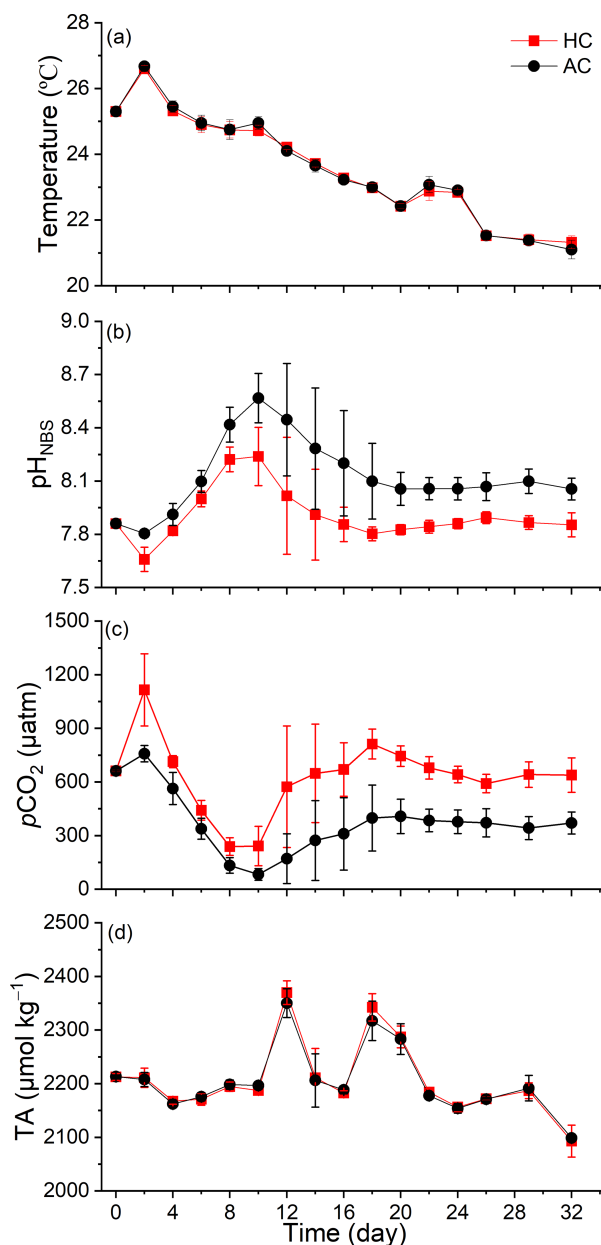 (a)
HC
AC
Temperature (ºC)
28
26
24
22
20
(b)
pHNBS
9.0
8.7
8.4
8.1
7.8
7.5
(c)
pCO2 (µatm)
1500
1200
900
600
300
0
(d)
TA (µmol kg−1)
2500
2400
2300
2200
2100
2000
0 4 8 12 16 20 24 28 32
Time (day)